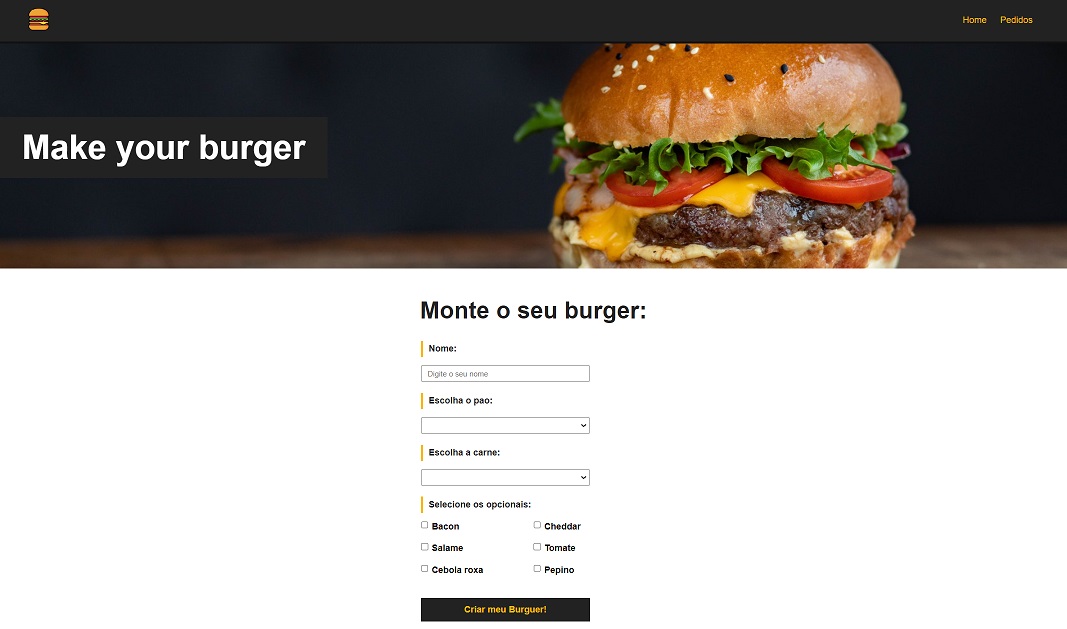 Home Pedidos
Make your burger
Monte o seu burger:
Nome:
Digite o seu nome
Escolha o pao:
Escolha a carne:
Selecione os opcionais:
Bacon Cheddar
Salame Tomate
Cebola roxa Pepino
Criar meu Burguer!